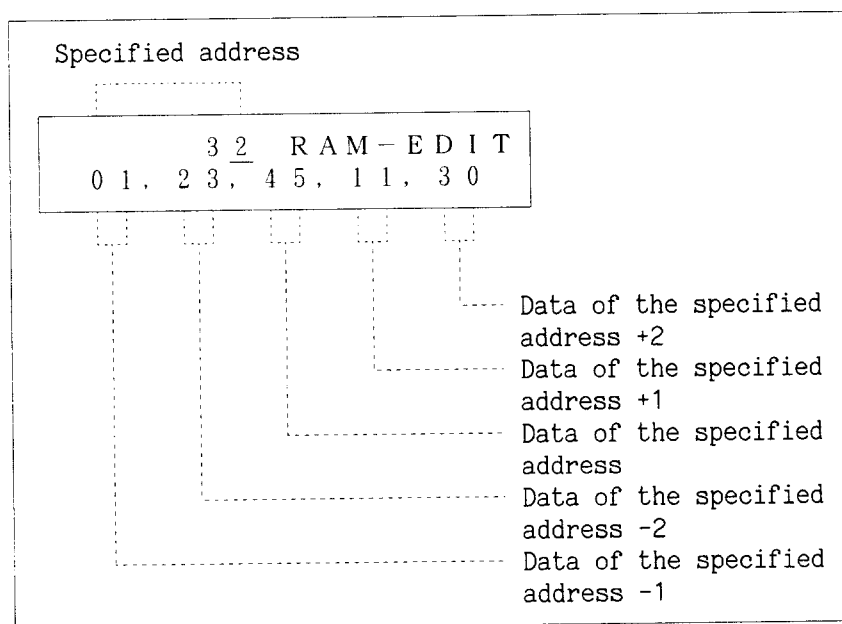 Specified address
32 RAM-EDIT
01, 23, 45, 11, 30
Data of the specified
address +2
Data of the specified
address +1
Data of the specified
address
Data of the specified
address -2
Data of the specified
address -1